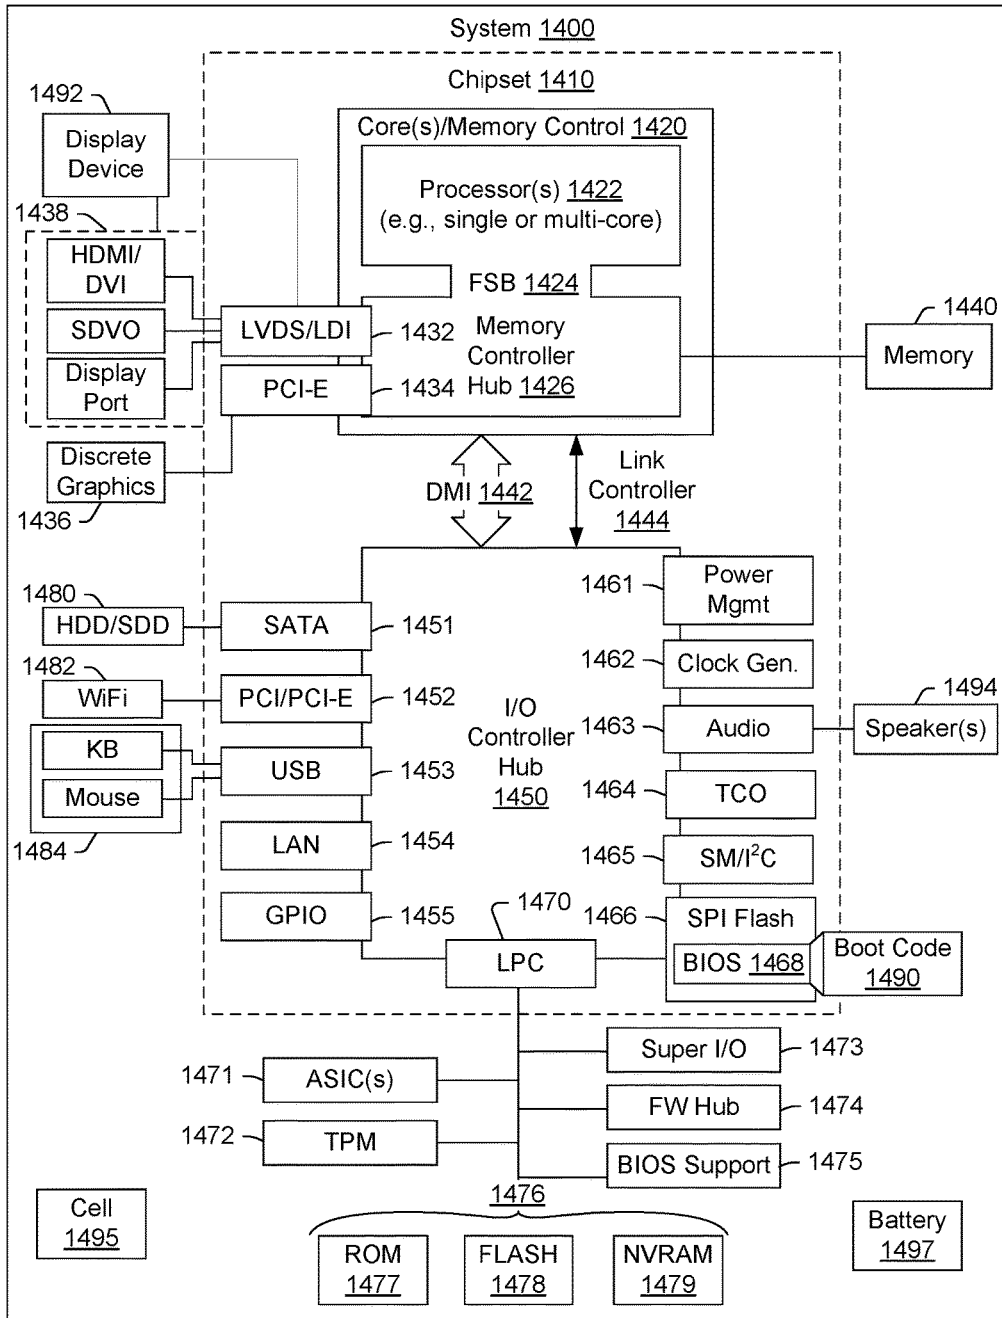 System 1400
Chipset 1410
1492
Display
Device
1438
HDMI/
DVI
SDVO
Display
Port
Discrete
Graphics
1436
Core(s)/Memory Control 1420
Processor(s) 1422
(e.g., single or multi-core)
FSB 1424
LVDS/LDI
1432
PCI-E
1434
Memory
Controller
Hub 1426
1440
Memory
DMI 1442
Link
Controller
1444
1480
HDD/SDD
1482
WiFi
KB
Mouse
1484
SATA
1451
PCI/PCI-E
1452
USB
1453
LAN
1454
GPIO
1455
I/O
Controller
Hub
1450
1461
Power
Mgmt
1462
Clock Gen.
1463
Audio
1494
Speaker(s)
1464
TCO
1465
SM/I²C
1466
SPI Flash
BIOS 1468
Boot Code
1490
1470
LPC
1471
ASIC(s)
1472
TPM
Super I/O
1473
FW Hub
1474
BIOS Support
1475
1476
Cell
1495
ROM
1477
FLASH
1478
NVRAM
1479
Battery
1497